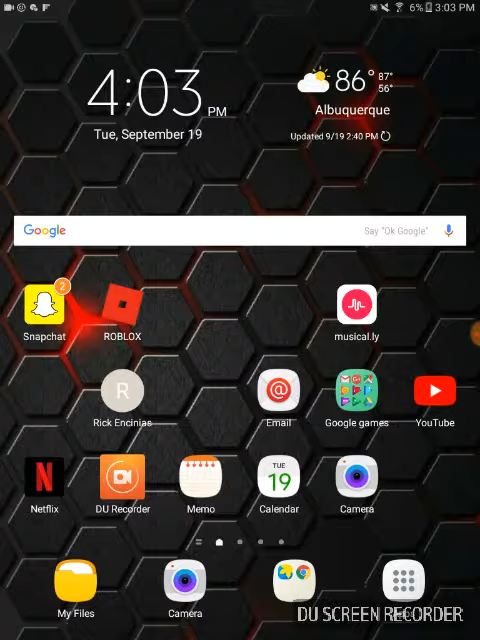 6% 3:03 PM
4:03 PM
Tue, September 19
86° 87°
56°
Albuquerque
Updated 9/19 2:40 PM
Google Say "Ok Google"
2
Snapchat
ROBLOX
musical.ly
R
Rick Encinias
Email
Google games
YouTube
Netflix
DU Recorder
Memo
TUE
19
Calendar
Camera
My Files
Camera
DU SCREEN RECORDER